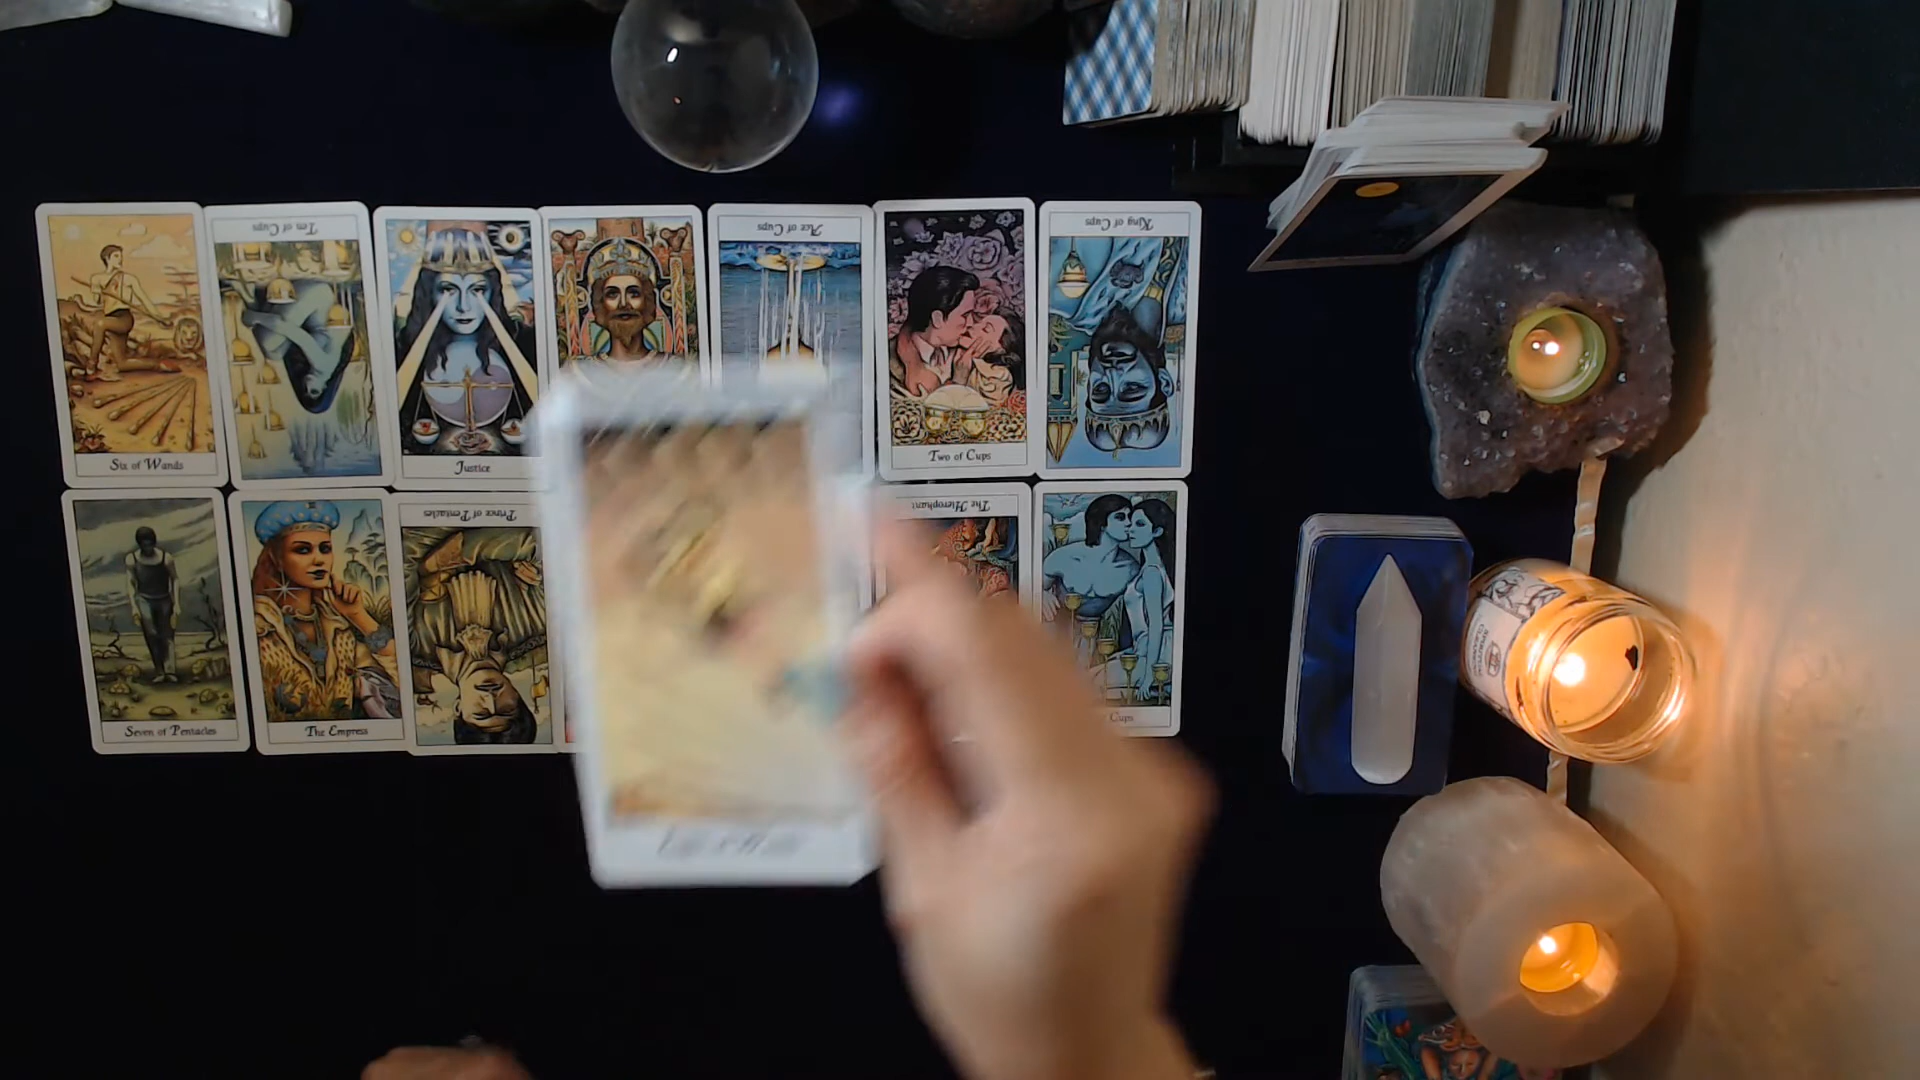 Ten of Cups
Ace of Cups
King of Cups
Six of Wands
Justice
Two of Cups
III
Prince of Pentacles
The Hierophant
Seven of Pentacles
The Empress
Cups